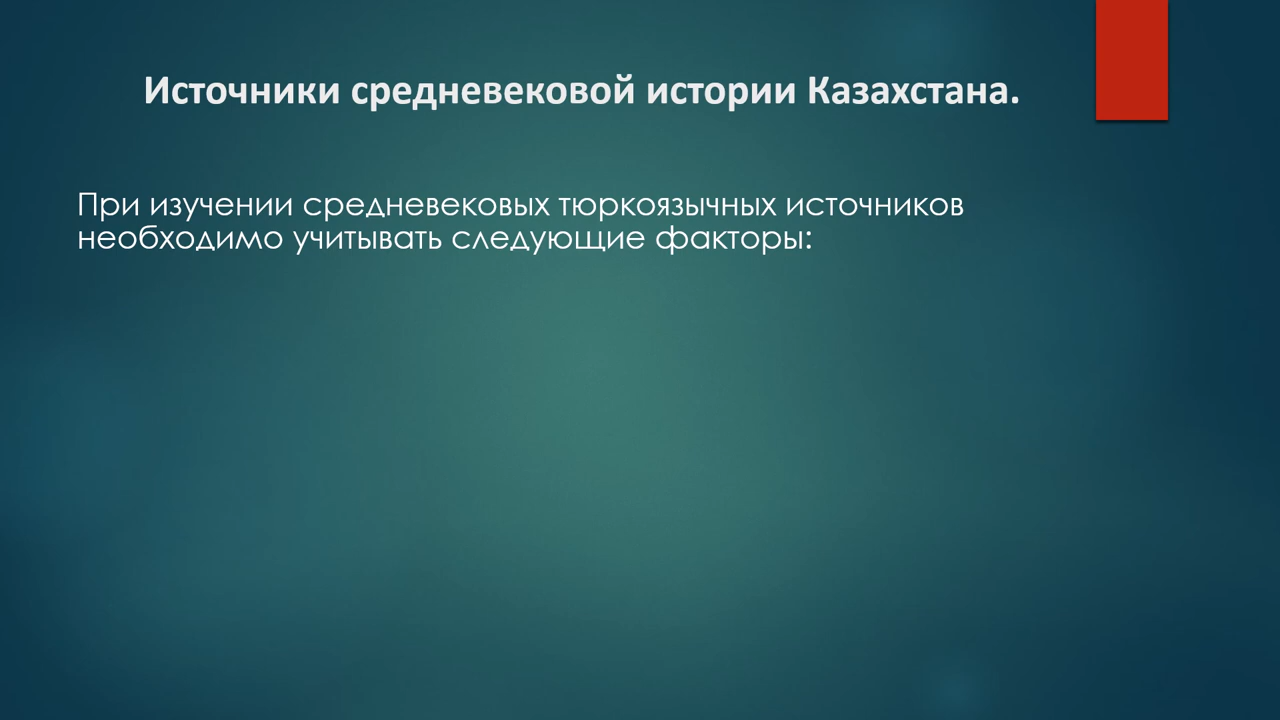 Источники средневековой истории Казахстана.
При изучении средневековых тюркоязычных источников
необходимо учитывать следующие факторы: